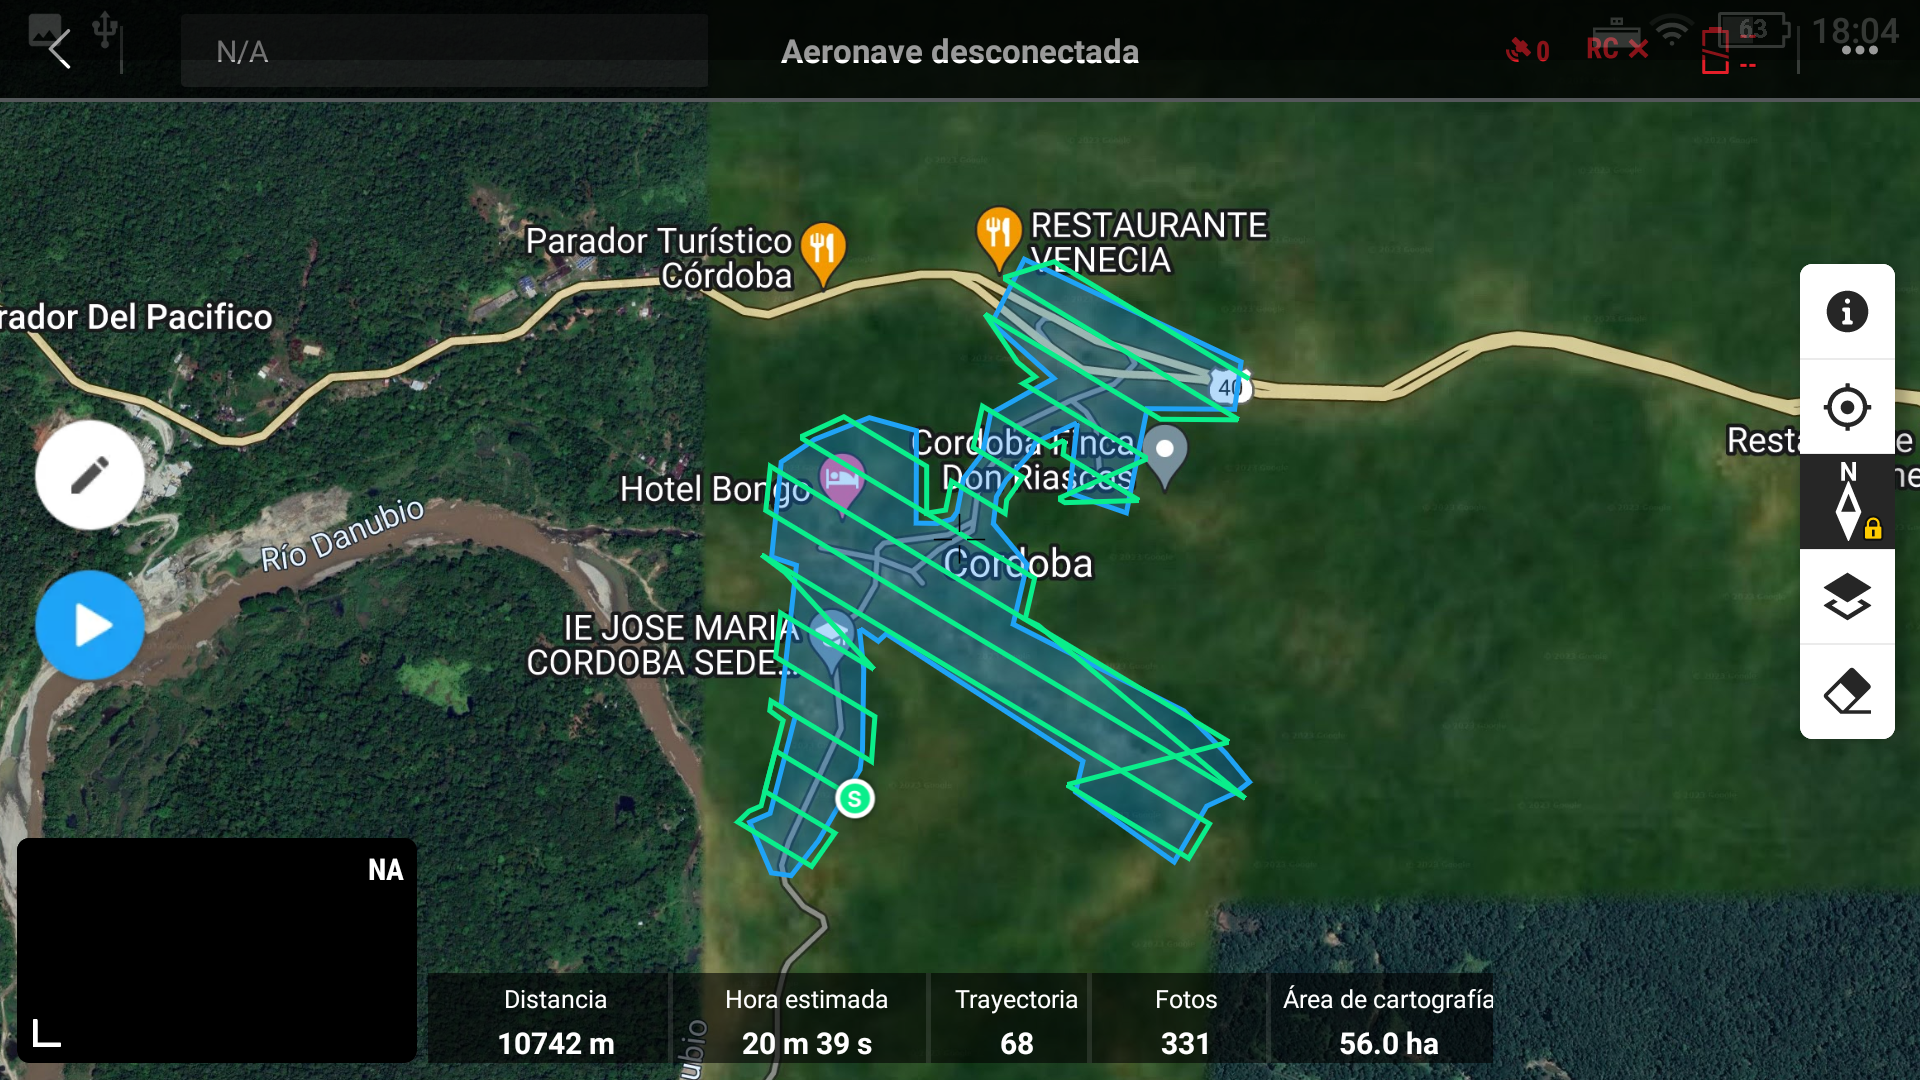 N/A
Aeronave desconectada
0
RC
--
--
63
18:04
Parador Turístico
Córdoba
RESTAURANTE
VENECIA
rador Del Pacifico
40
Cordoba Finca
Don Riascos
Hotel Bongo
Río Danubio
Cordoba
IE JOSE MARIA
CORDOBA SEDE...
N
S
NA
ubio
Distancia
10742 m
Hora estimada
20 m 39 s
Trayectoria
68
Fotos
331
Área de cartografía
56.0 ha